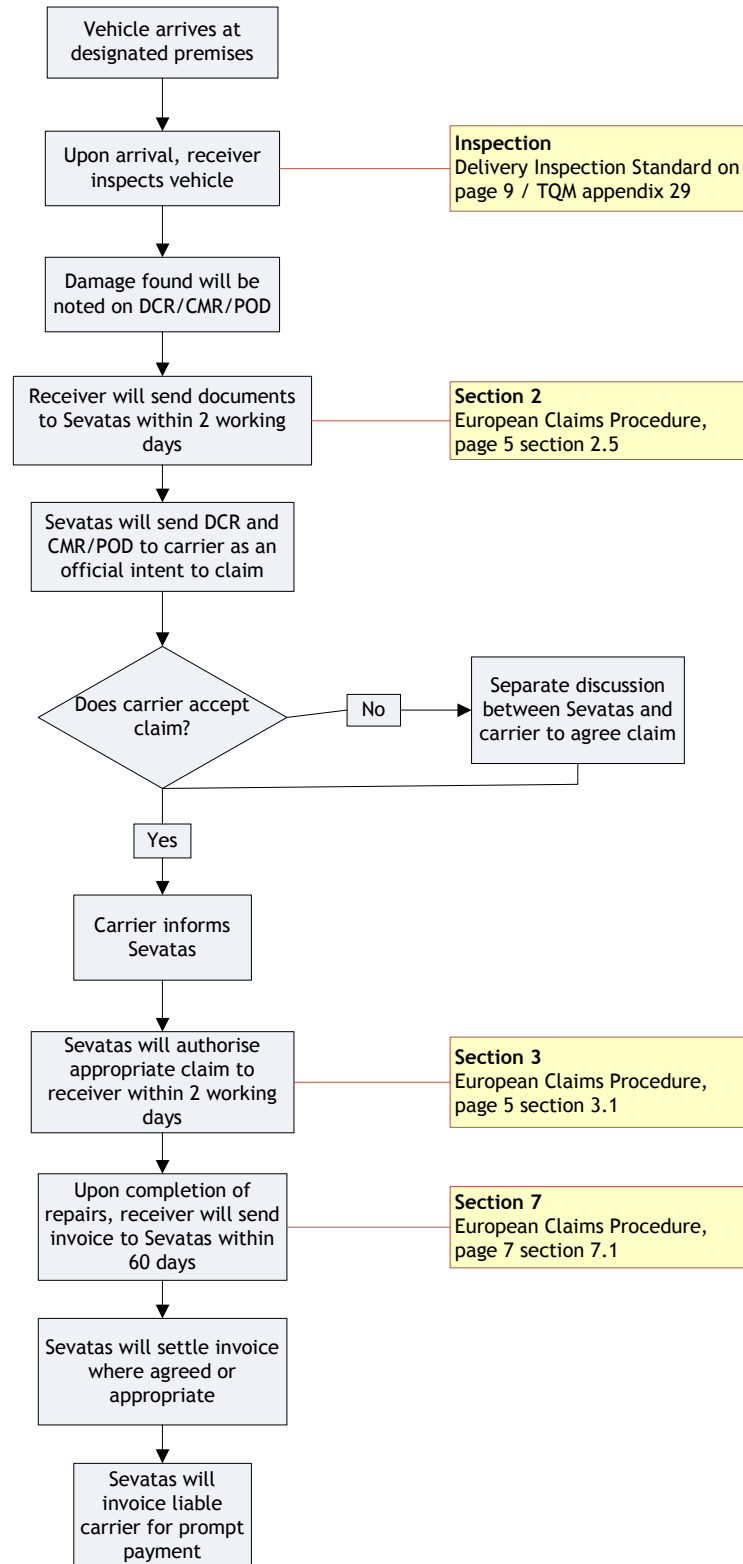 Vehicle arrives at
designated premises
Upon arrival, receiver
inspects vehicle
Inspection
Delivery Inspection Standard on
page 9 / TQM appendix 29
Damage found will be
noted on DCR/CMR/POD
Receiver will send documents
to Sevatas within 2 working
days
Section 2
European Claims Procedure,
page 5 section 2.5
Sevatas will send DCR and
CMR/POD to carrier as an
official intent to claim
Does carrier accept
claim?
No
Separate discussion
between Sevatas and
carrier to agree claim
Yes
Carrier informs
Sevatas
Sevatas will authorise
appropriate claim to
receiver within 2 working
days
Section 3
European Claims Procedure,
page 5 section 3.1
Upon completion of
repairs, receiver will send
invoice to Sevatas within
60 days
Section 7
European Claims Procedure,
page 7 section 7.1
Sevatas will settle invoice
where agreed or
appropriate
Sevatas will
invoice liable
carrier for prompt
payment